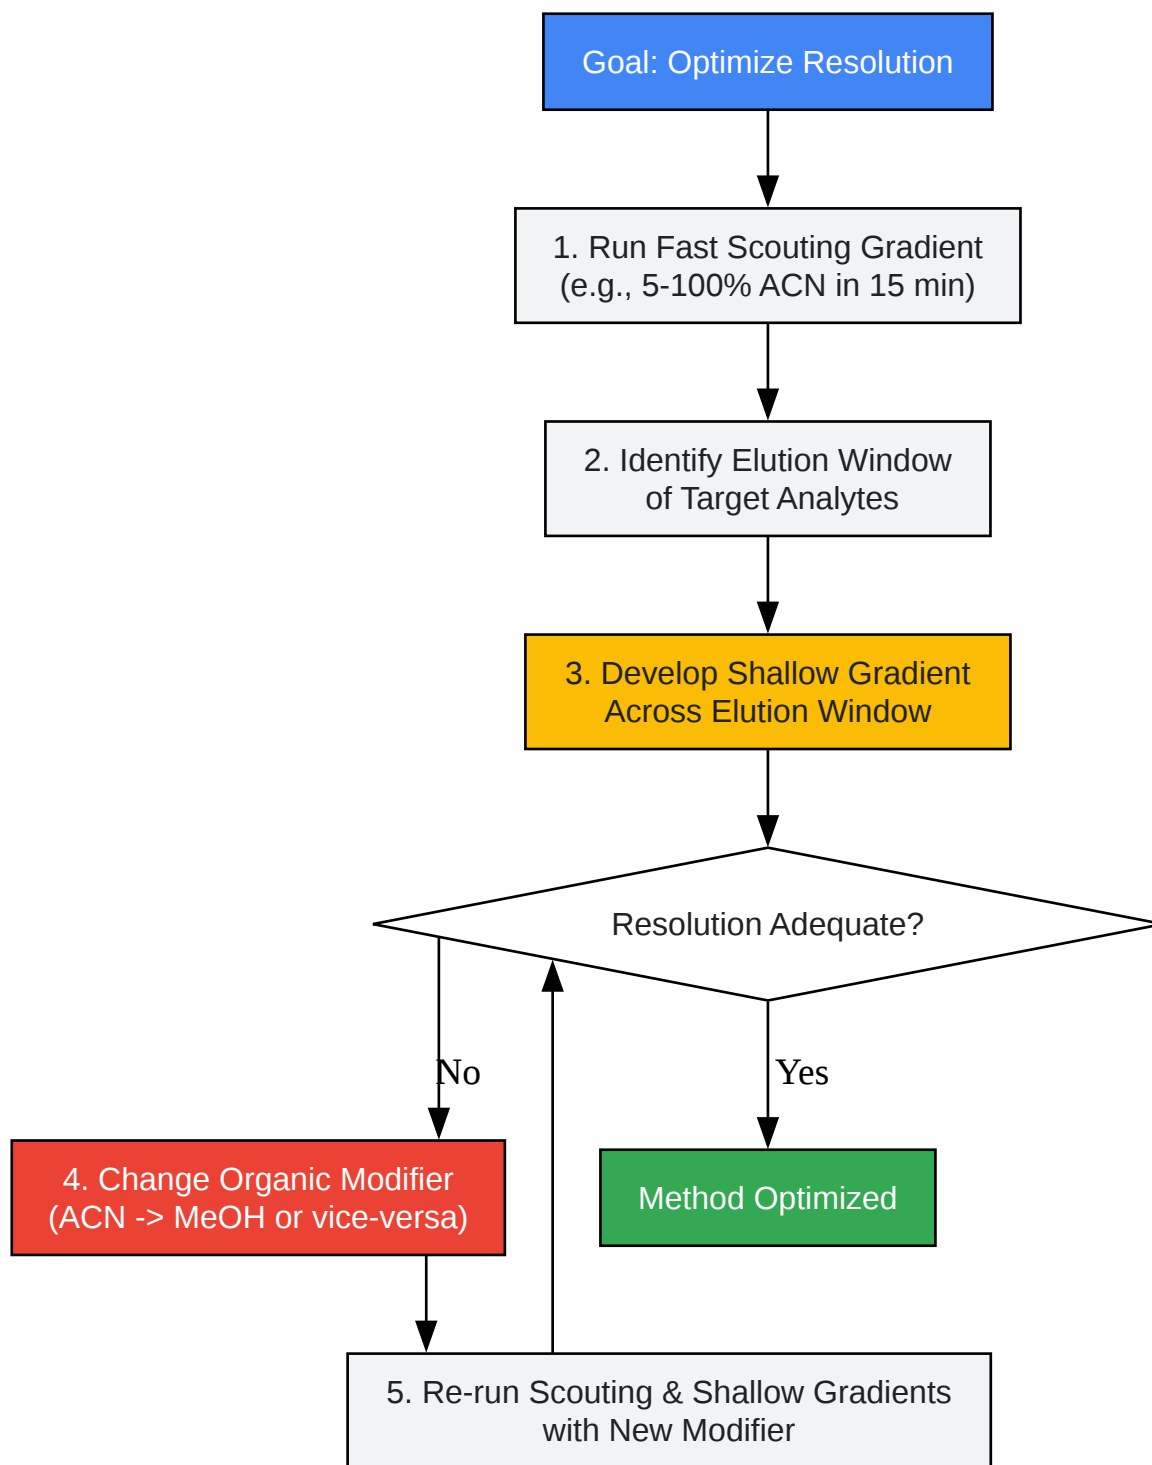 Goal: Optimize Resolution
1. Run Fast Scouting Gradient
(e.g., 5-100% ACN in 15 min)
2. Identify Elution Window
of Target Analytes
3. Develop Shallow Gradient
Across Elution Window
Resolution Adequate?
No
Yes
4. Change Organic Modifier
(ACN -> MeOH or vice-versa)
Method Optimized
5. Re-run Scouting & Shallow Gradients
with New Modifier